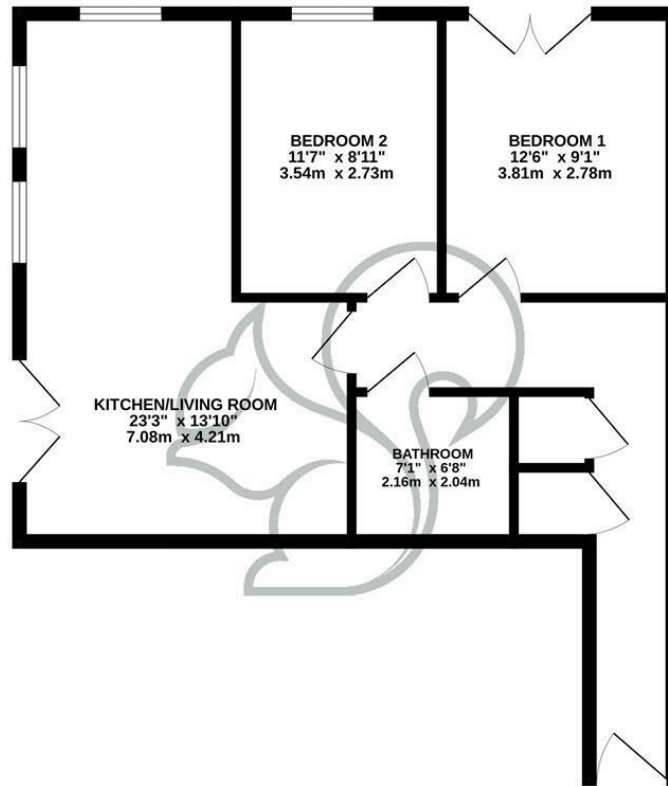 BEDROOM 2
11'7" x 8'11"
3.54m x 2.73m
BEDROOM 1
12'6" x 9'1"
3.81m x 2.78m
KITCHEN/LIVING ROOM
23'3" x 13'10"
7.08m x 4.21m
BATHROOM
7'1" x 6'8"
2.16m x 2.04m